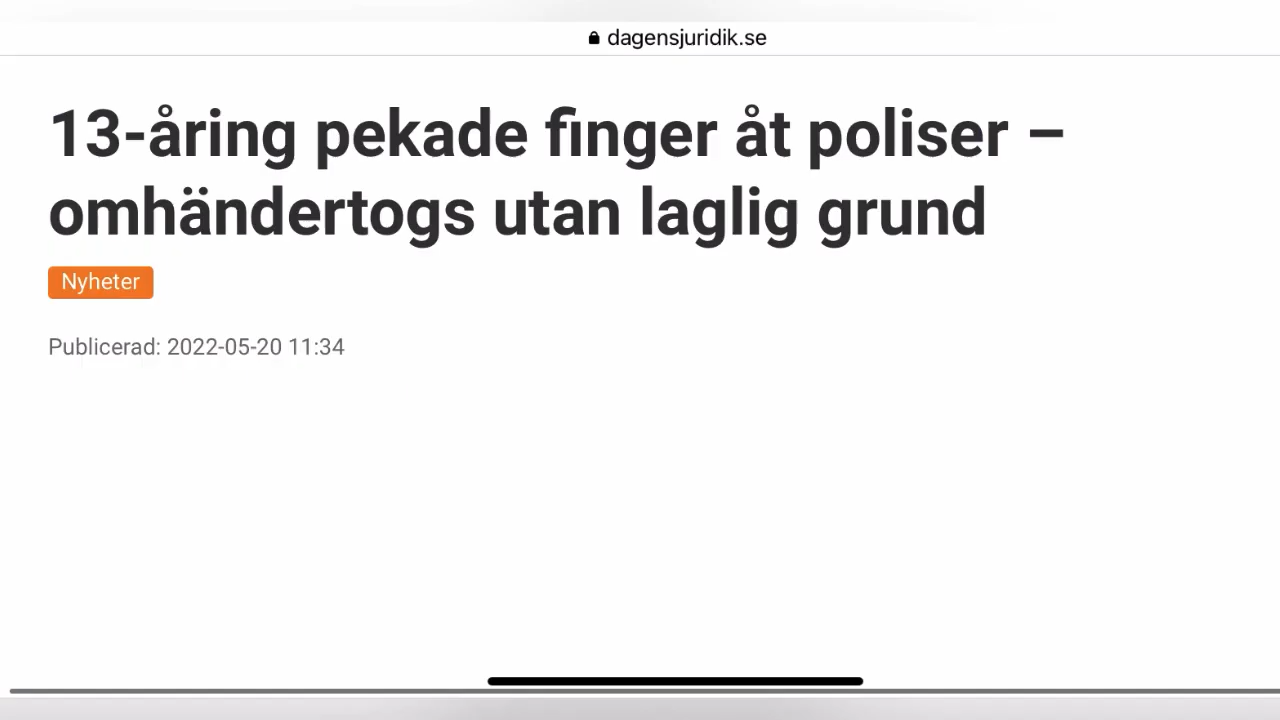 dagensjuridik.se
13-åring pekade finger åt poliser –
omhändertogs utan laglig grund
Nyheter
Publicerad: 2022-05-20 11:34